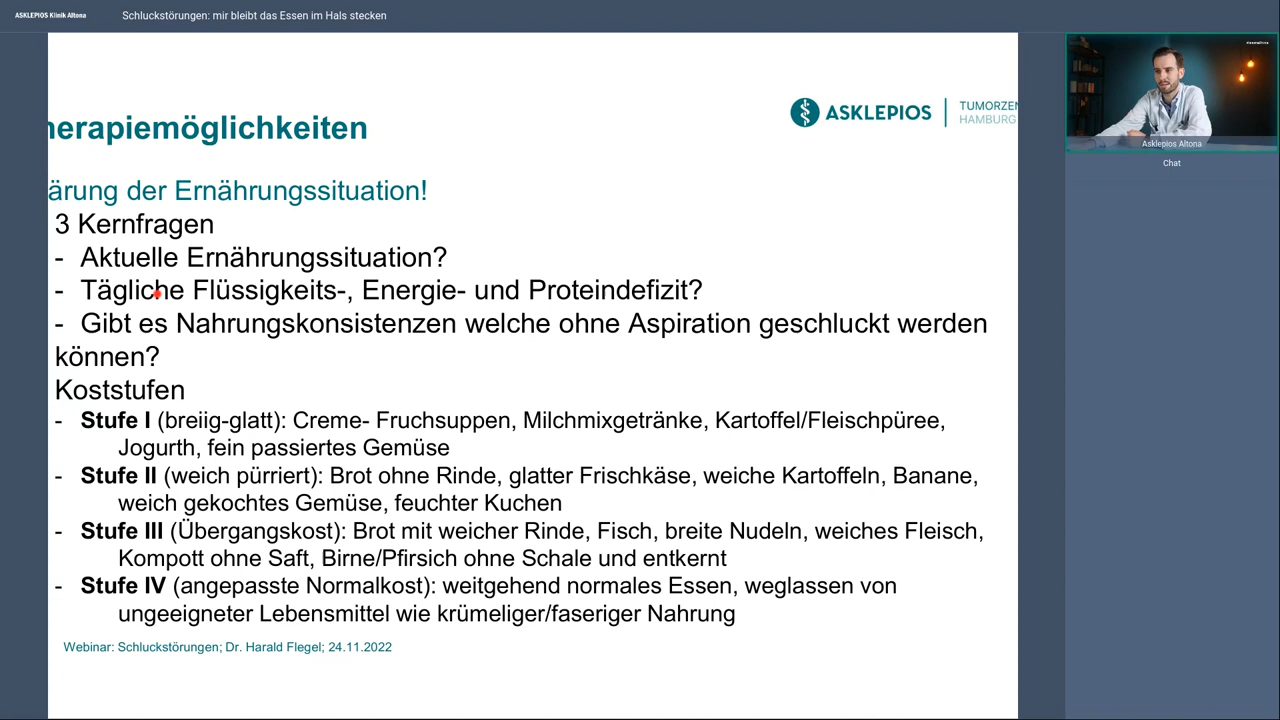 ASKLEPIOS Klinik Altona
Schluckstörungen: mir bleibt das Essen im Hals stecken
herapiemöglichkeiten
ASKLEPIOS
TUMORZEN
HAMBURG
ärung der Ernährungssituation!
3 Kernfragen
- Aktuelle Ernährungssituation?
- Tägliche Flüssigkeits-, Energie- und Proteindefizit?
- Gibt es Nahrungskonsistenzen welche ohne Aspiration geschluckt werden
können?
Koststufen
- Stufe I (breiig-glatt): Creme- Fruchsuppen, Milchmixgetränke, Kartoffel/Fleischpüree,
Jogurth, fein passiertes Gemüse
- Stufe II (weich pürriert): Brot ohne Rinde, glatter Frischkäse, weiche Kartoffeln, Banane,
weich gekochtes Gemüse, feuchter Kuchen
- Stufe III (Übergangskost): Brot mit weicher Rinde, Fisch, breite Nudeln, weiches Fleisch,
Kompott ohne Saft, Birne/Pfirsich ohne Schale und entkernt
- Stufe IV (angepasste Normalkost): weitgehend normales Essen, weglassen von
ungeeigneter Lebensmittel wie krümeliger/faseriger Nahrung
Webinar: Schluckstörungen; Dr. Harald Flegel; 24.11.2022
Asklepios Altona
Chat